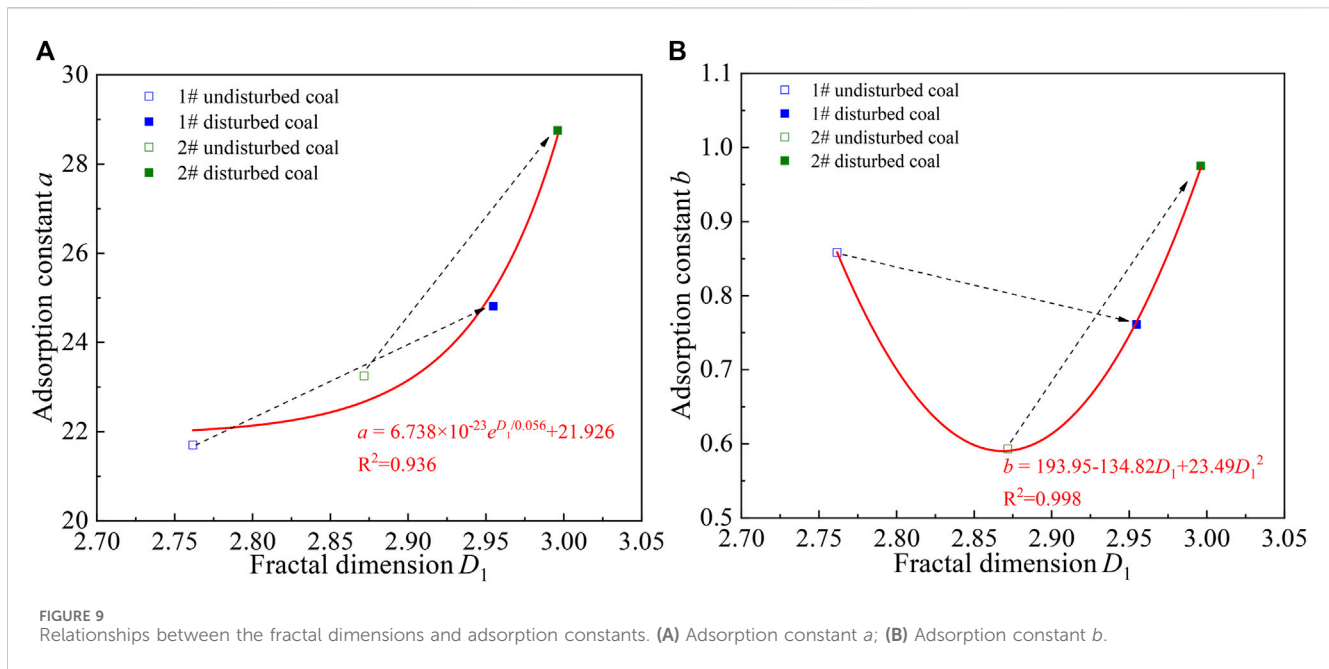 A
30
28
26
24
22
20
Adsorption constant a
1# undisturbed coal
1# disturbed coal
2# undisturbed coal
2# disturbed coal
a = 6.738×10⁻²³e^{D₁/0.056}+21.926
R²=0.936
2.70 2.75 2.80 2.85 2.90 2.95 3.00 3.05
Fractal dimension D₁
B
1.1
1.0
0.9
0.8
0.7
0.6
0.5
Adsorption constant b
1# undisturbed coal
1# disturbed coal
2# undisturbed coal
2# disturbed coal
b = 193.95-134.82D₁+23.49D₁²
R²=0.998
2.70 2.75 2.80 2.85 2.90 2.95 3.00 3.05
Fractal dimension D₁
FIGURE 9
Relationships between the fractal dimensions and adsorption constants. (A) Adsorption constant a; (B) Adsorption constant b.